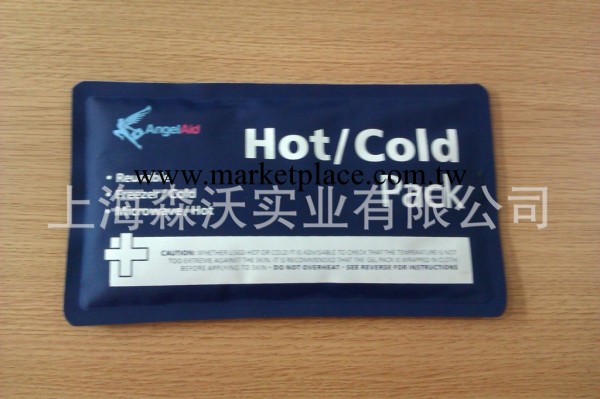 AngelAid
Hot/Cold
Pack
• Reusable
• Freezer/Cold
• Microwave/Hot
www.marketplace.com.tw
上海森沃实业有限公司
CAUTION: WHETHER USED HOT OR COLD IT IS ADVISABLE TO CHECK THAT THE TEMPERATURE IS NOT
TOO EXTREME AGAINST THE SKIN. IT IS RECOMMENDED THAT THE GEL PACK IS WRAPPED IN CLOTH
BEFORE APPLYING TO SKIN • DO NOT OVERHEAT • SEE REVERSE FOR INSTRUCTIONS